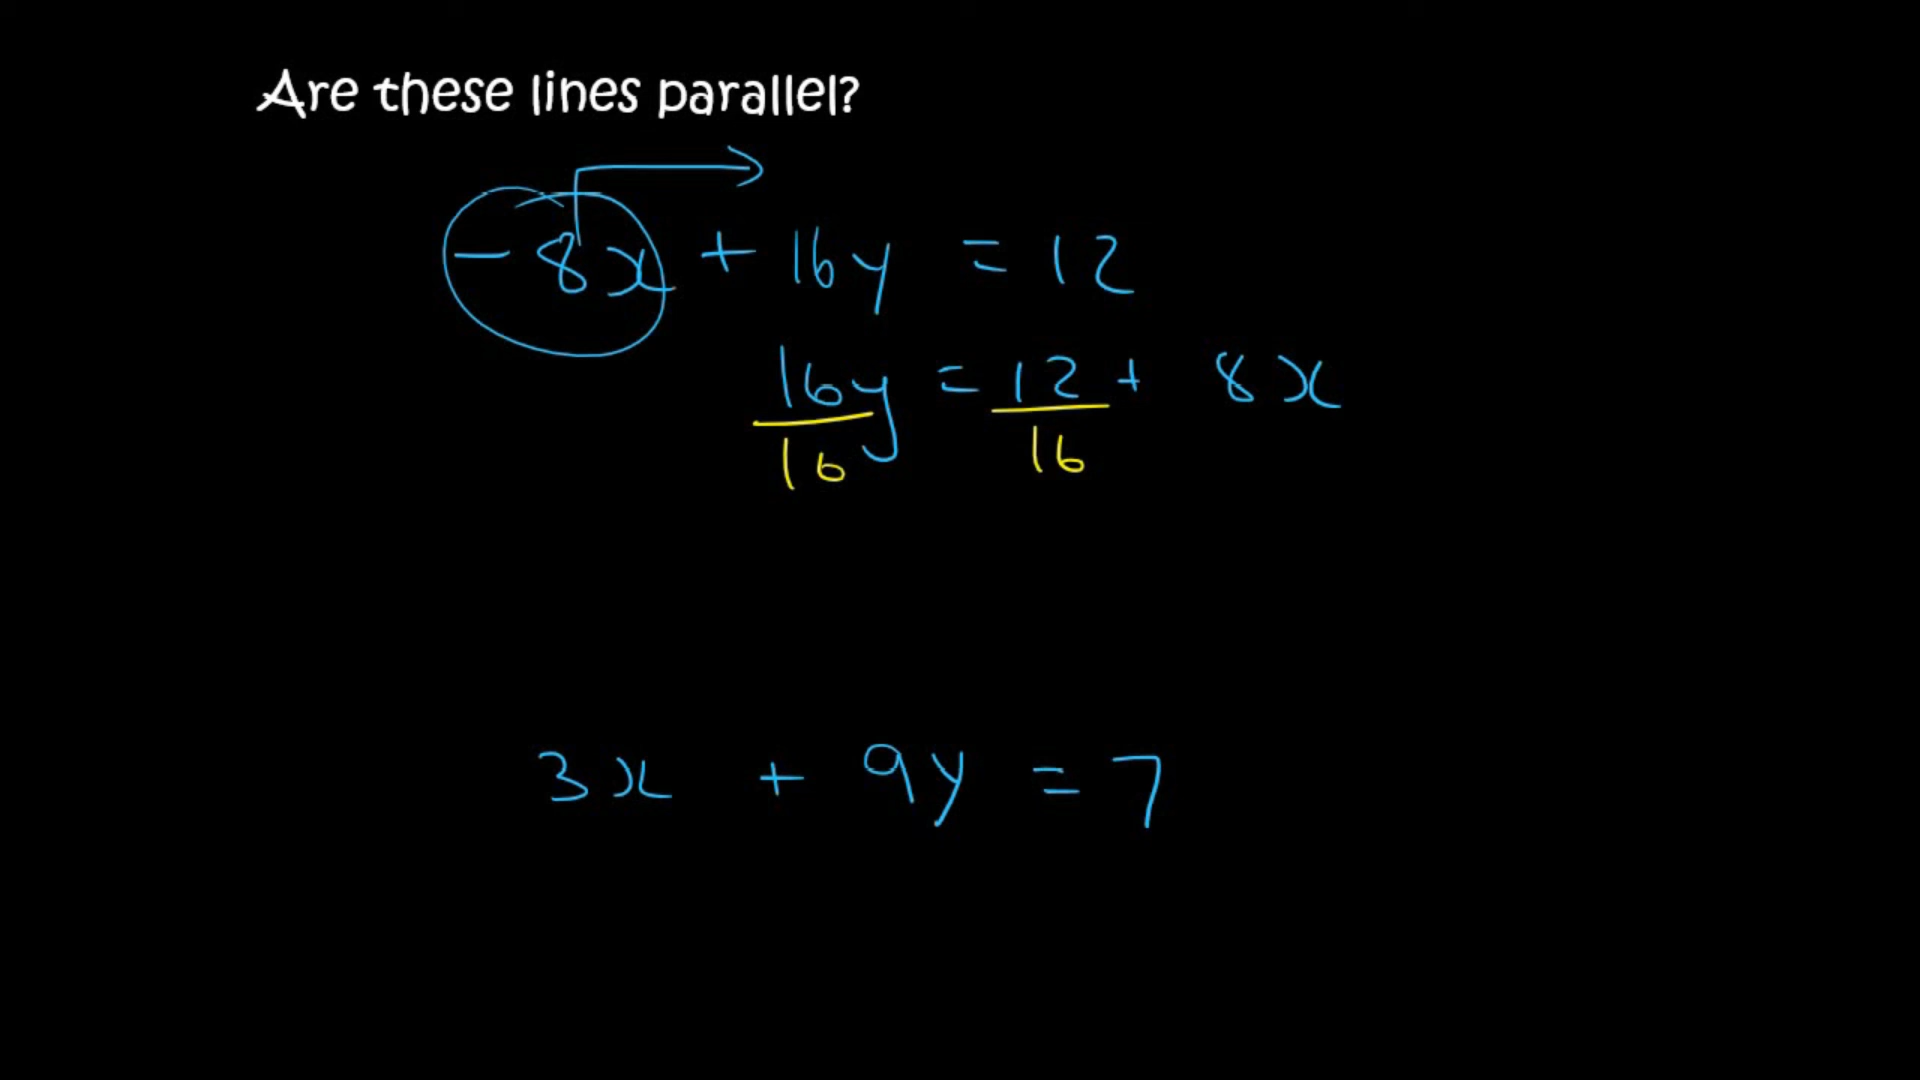 Are these lines parallel?
-8x + 16y = 12
16y = 12 + 8x
16 16
3x + 9y = 7